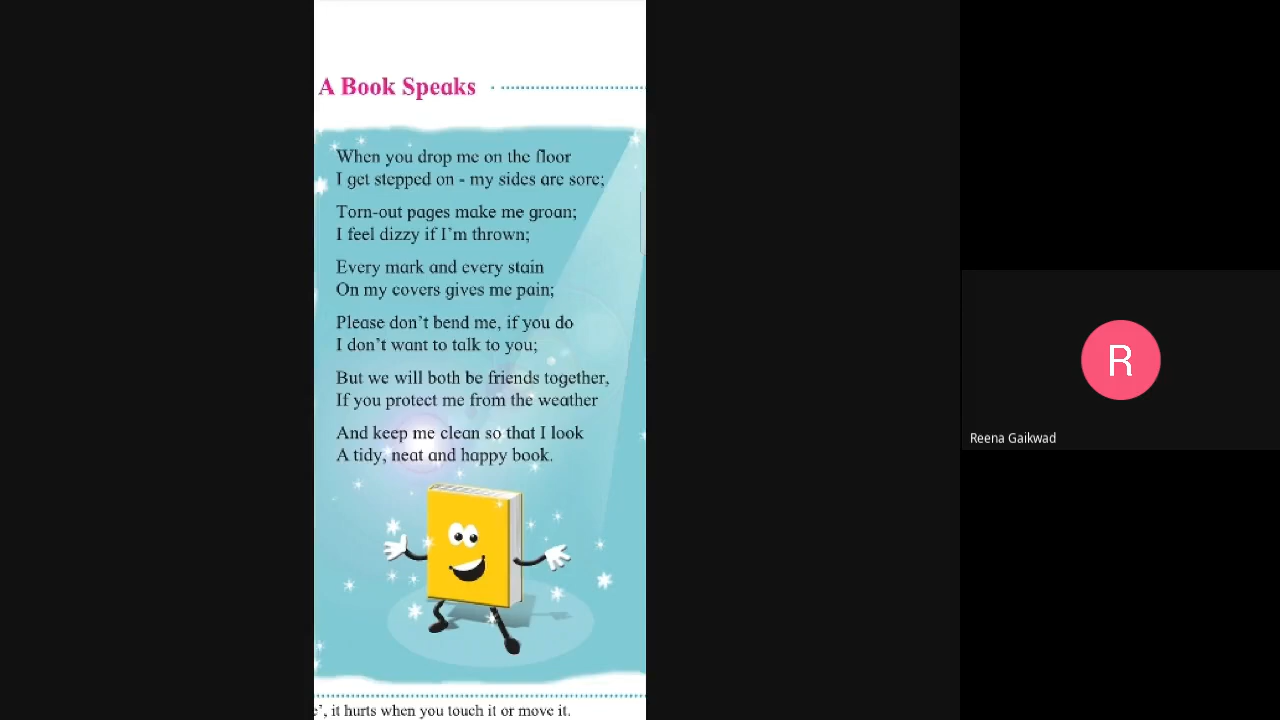 A Book Speaks
When you drop me on the floor
I get stepped on - my sides are sore;
Torn-out pages make me groan;
I feel dizzy if I'm thrown;
Every mark and every stain
On my covers gives me pain;
Please don't bend me, if you do
I don't want to talk to you;
But we will both be friends together,
If you protect me from the weather
And keep me clean so that I look
A tidy, neat and happy book.
e', it hurts when you touch it or move it.
R
Reena Gaikwad